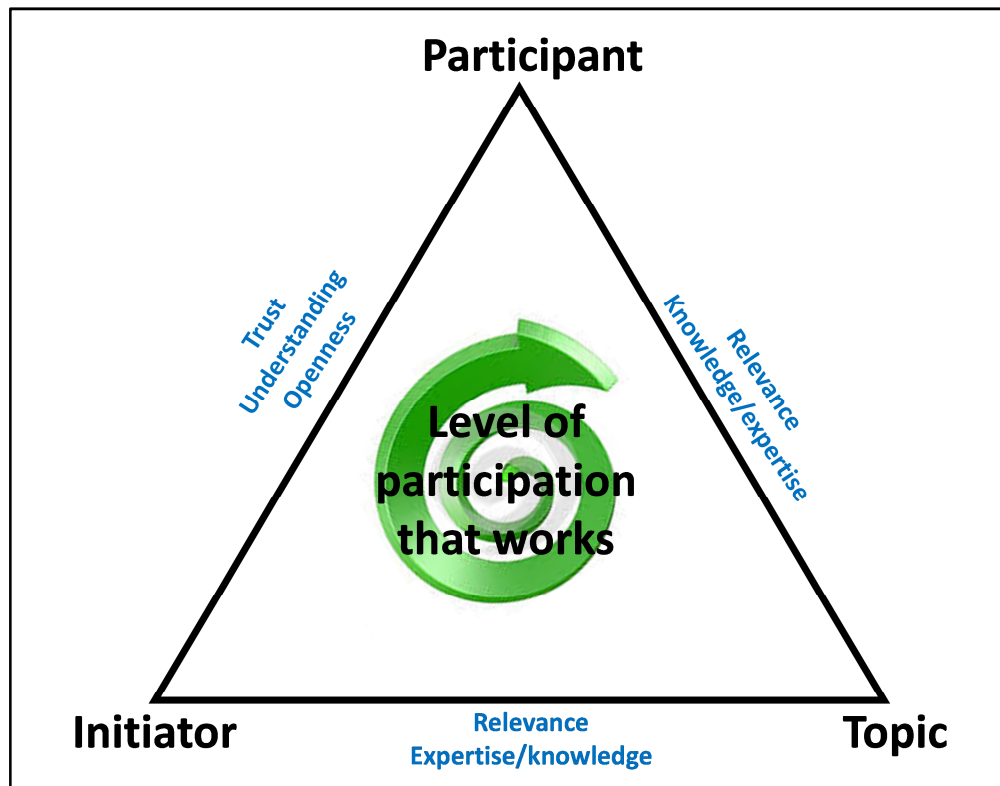 Participant
Trust
Understanding
Openness
Relevance
Knowledge/expertise
Level of
participation
that works
Initiator
Relevance
Expertise/knowledge
Topic